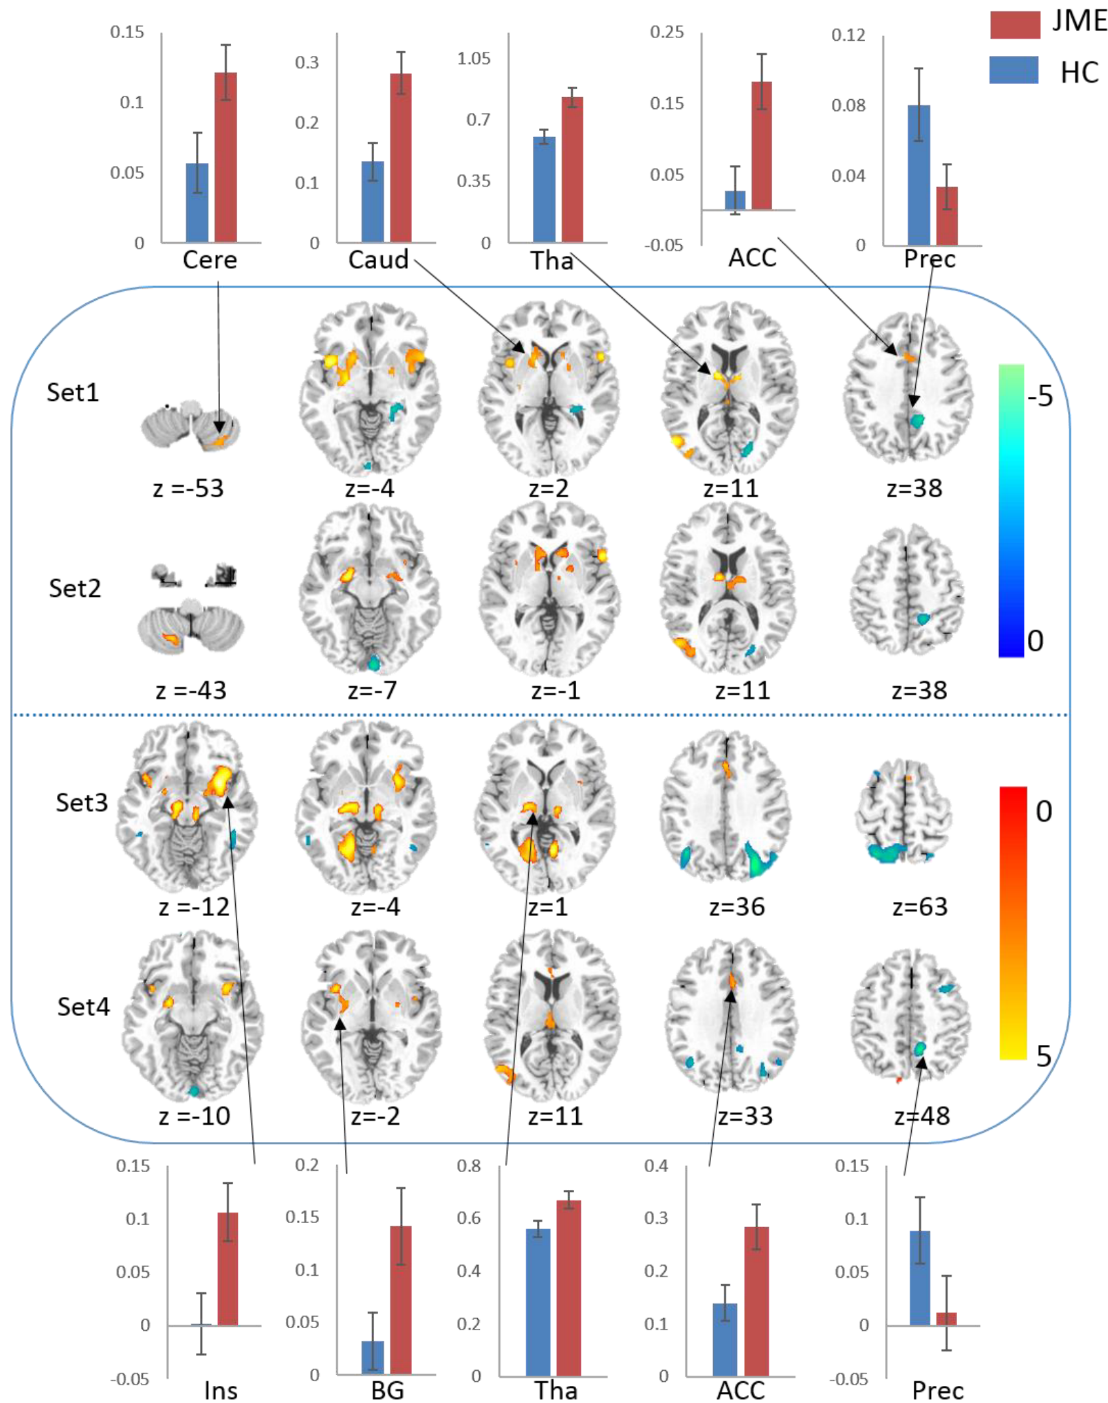 JME
HC
0.15
0.1
0.05
0
Cere
0.3
0.2
0.1
0
Caud
1.05
0.7
0.35
0
Tha
0.25
0.15
0.05
-0.05
ACC
0.12
0.08
0.04
0
Prec
Set1
z =-53
z=-4
z=2
z=11
z=38
Set2
z =-43
z=-7
z=-1
z=11
z=38
-5
0
Set3
z =-12
z=-4
z=1
z=36
z=63
Set4
z =-10
z=-2
z=11
z=33
z=48
0
5
0.15
0.1
0.05
0
-0.05
Ins
0.2
0.15
0.1
0.05
0
BG
0.8
0.6
0.4
0.2
0
Tha
0.4
0.3
0.2
0.1
0
ACC
0.15
0.1
0.05
0
-0.05
Prec